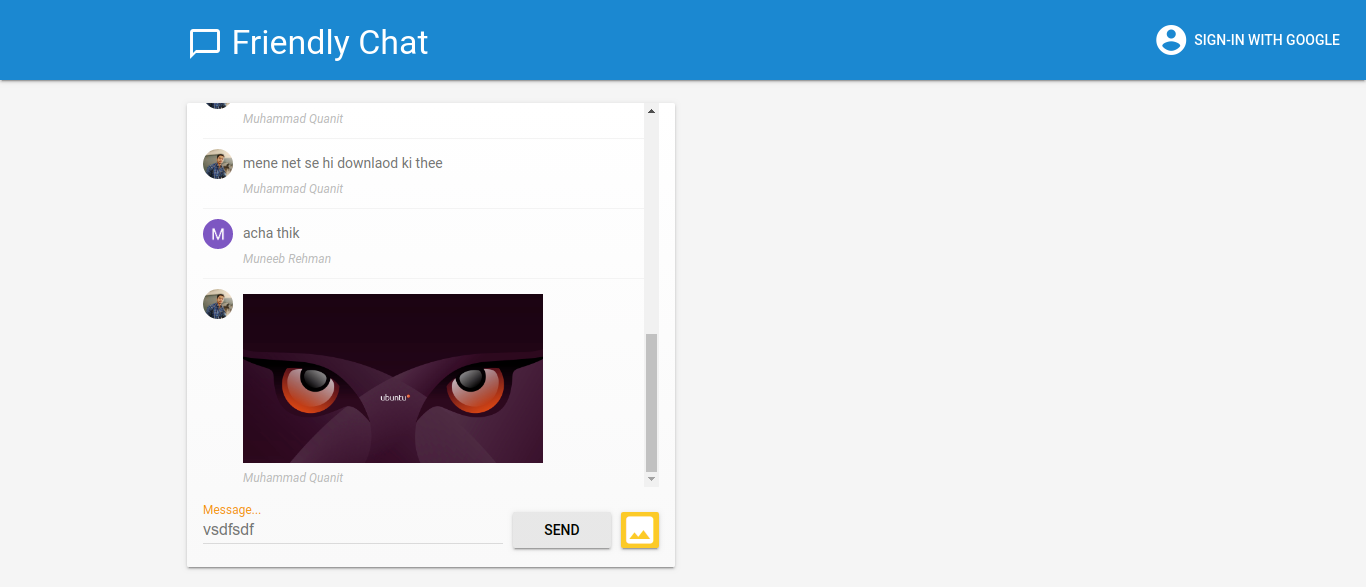 Friendly Chat
SIGN-IN WITH GOOGLE
Muhammad Quanit
mene net se hi downlaod ki thee
Muhammad Quanit
M
acha thik
Muneeb Rehman
ubuntu
Muhammad Quanit
Message...
vsdfsdf
SEND